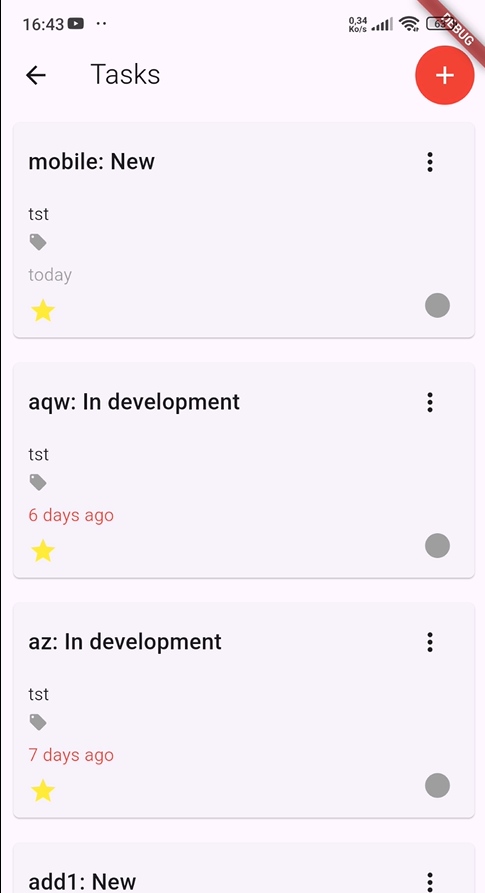 16:43
0,34
Ko/s
63
DEBUG
Tasks
mobile: New
tst
today
aqw: In development
tst
6 days ago
az: In development
tst
7 days ago
add1: New